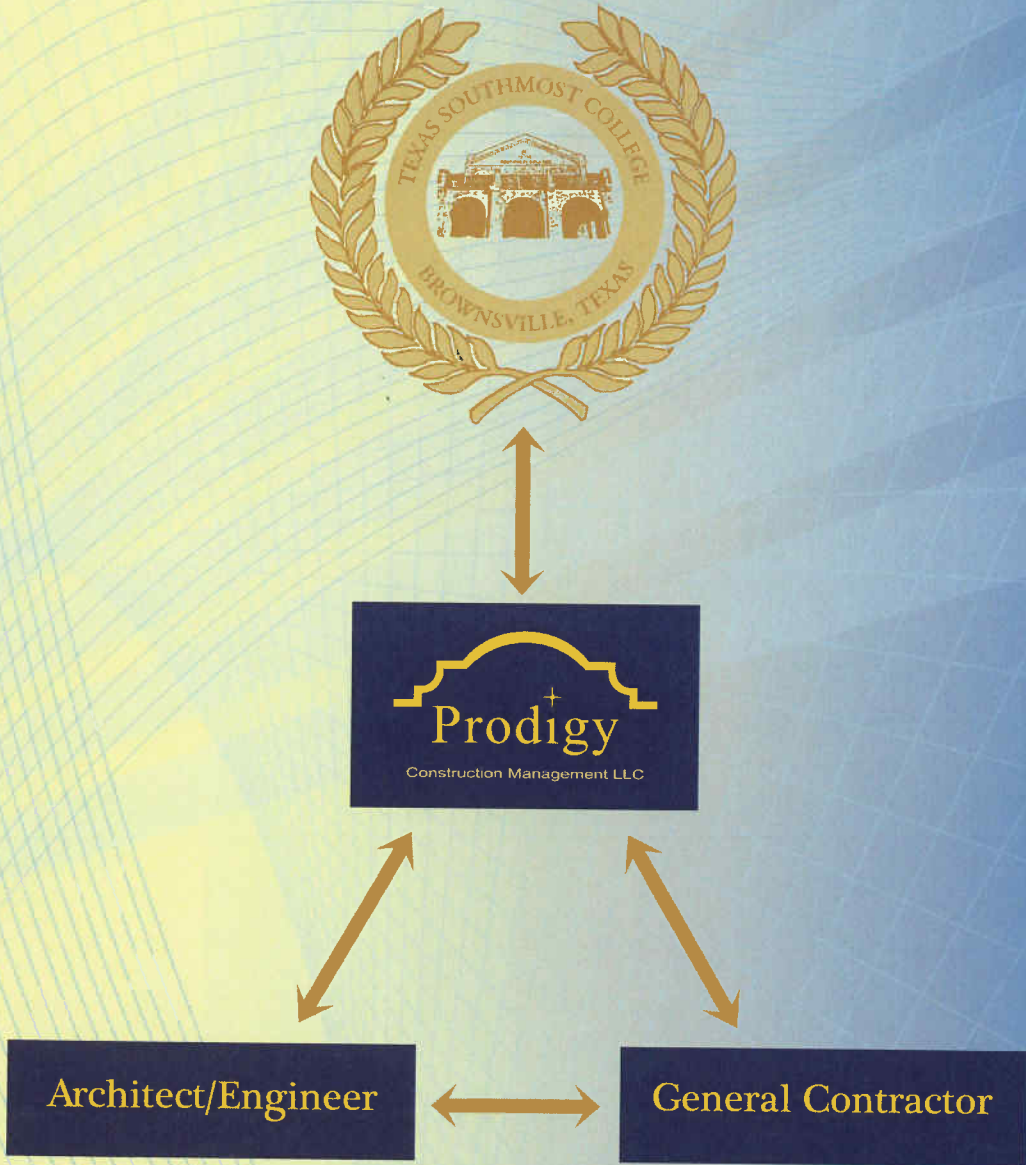 TEXAS SOUTHMOST COLLEGE
BROWNSVILLE, TEXAS
Prodigy
Construction Management LLC
Architect/Engineer
General Contractor